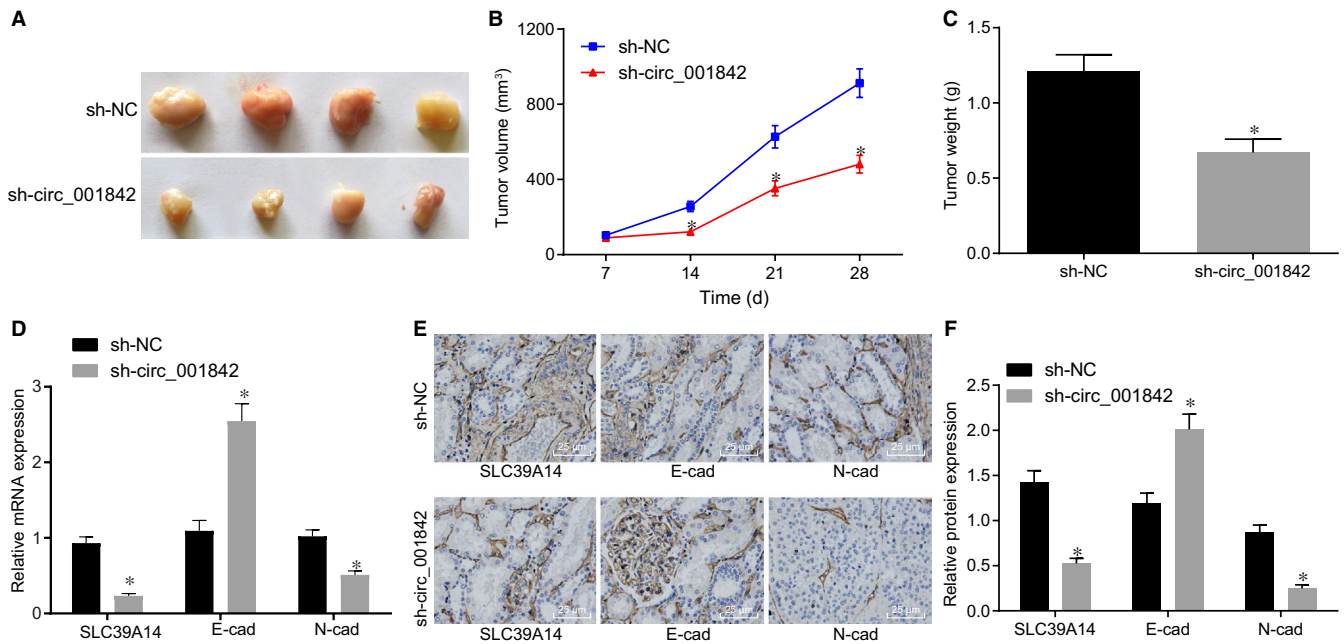 A
sh-NC
sh-circ_001842
B
sh-NC
sh-circ_001842
Tumor volume (mm³)
1200
800
400
0
7 14 21 28
Time (d)
*
*
*
C
Tumor weight (g)
1.5
1.0
0.5
0.0
*
sh-NC sh-circ_001842
D
sh-NC
sh-circ_001842
Relative mRNA expression
3
2
1
0
* * *
SLC39A14 E-cad N-cad
E
sh-NC
25 µm 25 µm 25 µm
SLC39A14 E-cad N-cad
sh-circ_001842
25 µm 25 µm 25 µm
SLC39A14 E-cad N-cad
F
sh-NC
sh-circ_001842
Relative protein expression
2.5
2.0
1.5
1.0
0.5
0.0
* * *
SLC39A14 E-cad N-cad